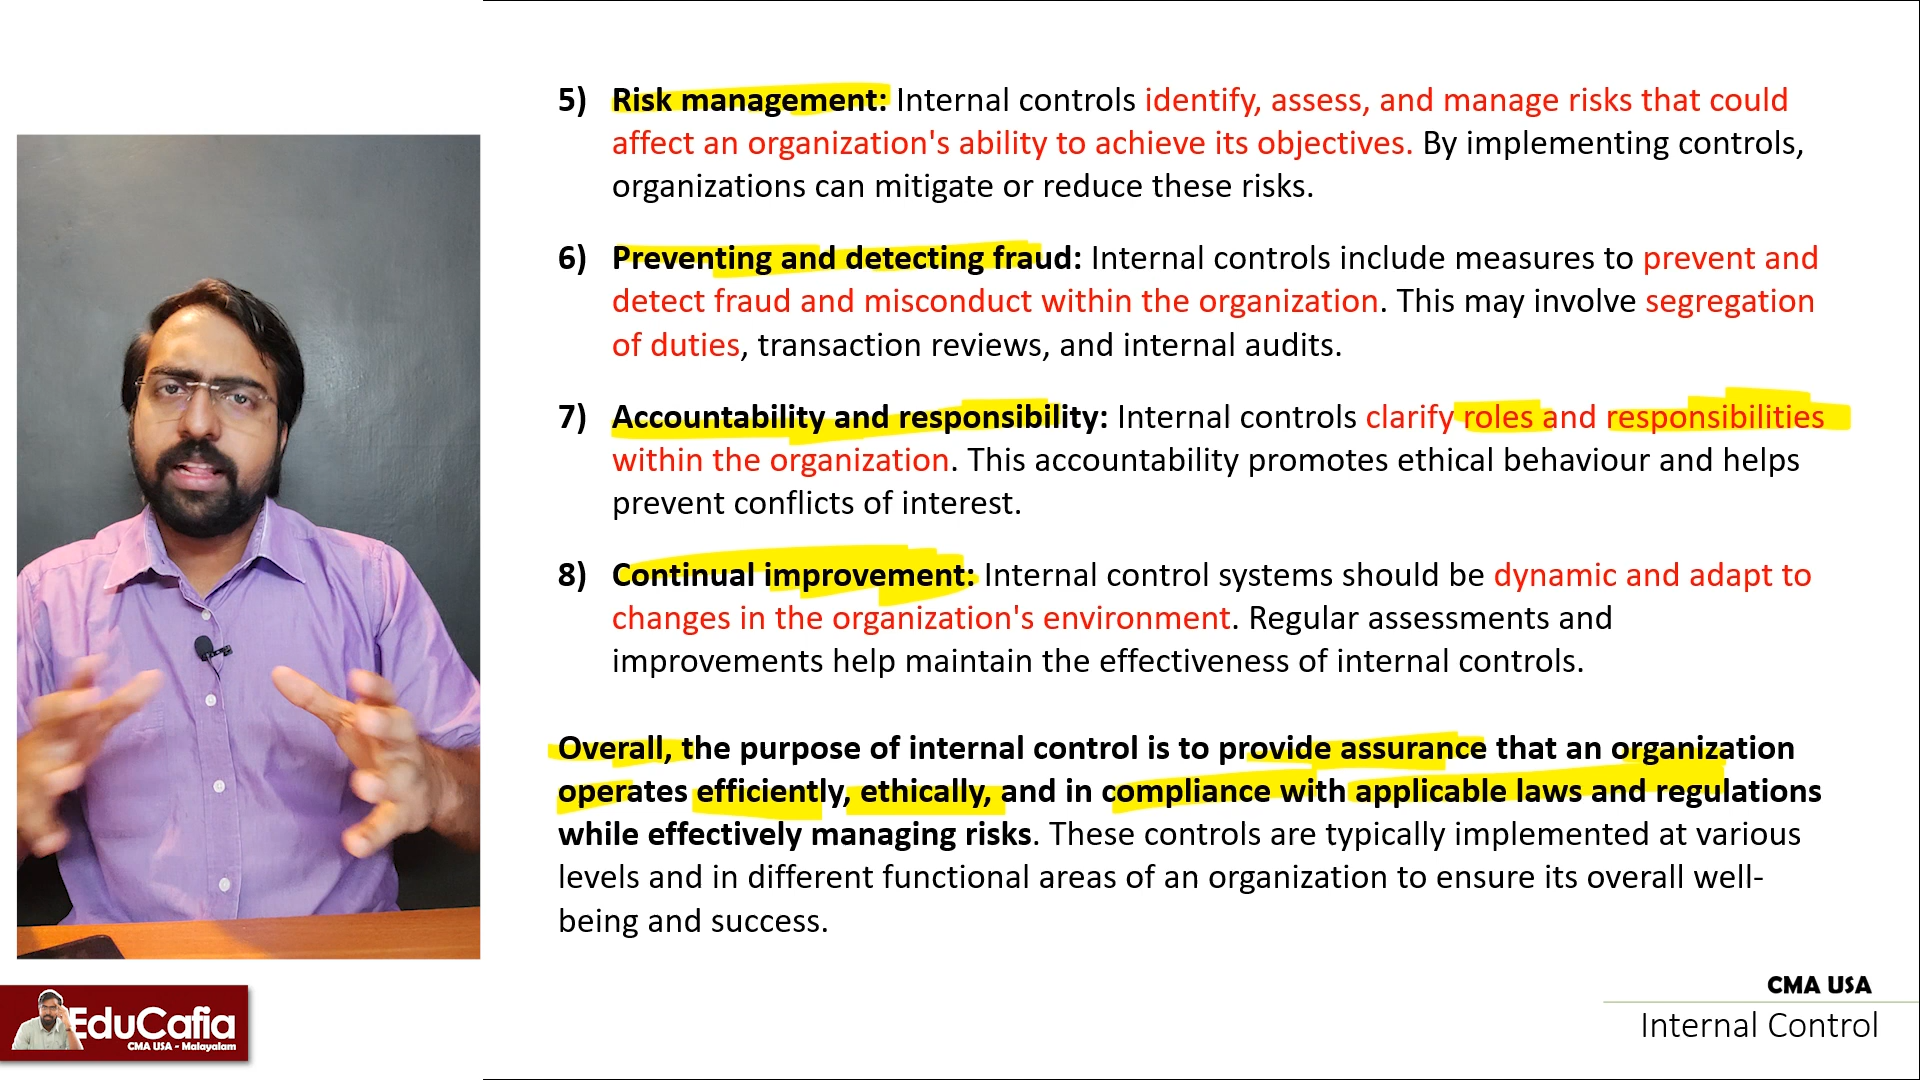 5) Risk management: Internal controls identify, assess, and manage risks that could
affect an organization's ability to achieve its objectives. By implementing controls,
organizations can mitigate or reduce these risks.
6) Preventing and detecting fraud: Internal controls include measures to prevent and
detect fraud and misconduct within the organization. This may involve segregation
of duties, transaction reviews, and internal audits.
7) Accountability and responsibility: Internal controls clarify roles and responsibilities
within the organization. This accountability promotes ethical behaviour and helps
prevent conflicts of interest.
8) Continual improvement: Internal control systems should be dynamic and adapt to
changes in the organization's environment. Regular assessments and
improvements help maintain the effectiveness of internal controls.
Overall, the purpose of internal control is to provide assurance that an organization
operates efficiently, ethically, and in compliance with applicable laws and regulations
while effectively managing risks. These controls are typically implemented at various
levels and in different functional areas of an organization to ensure its overall well-
being and success.
CMA USA
Internal Control
EduCafia
CMA USA - Malayalam